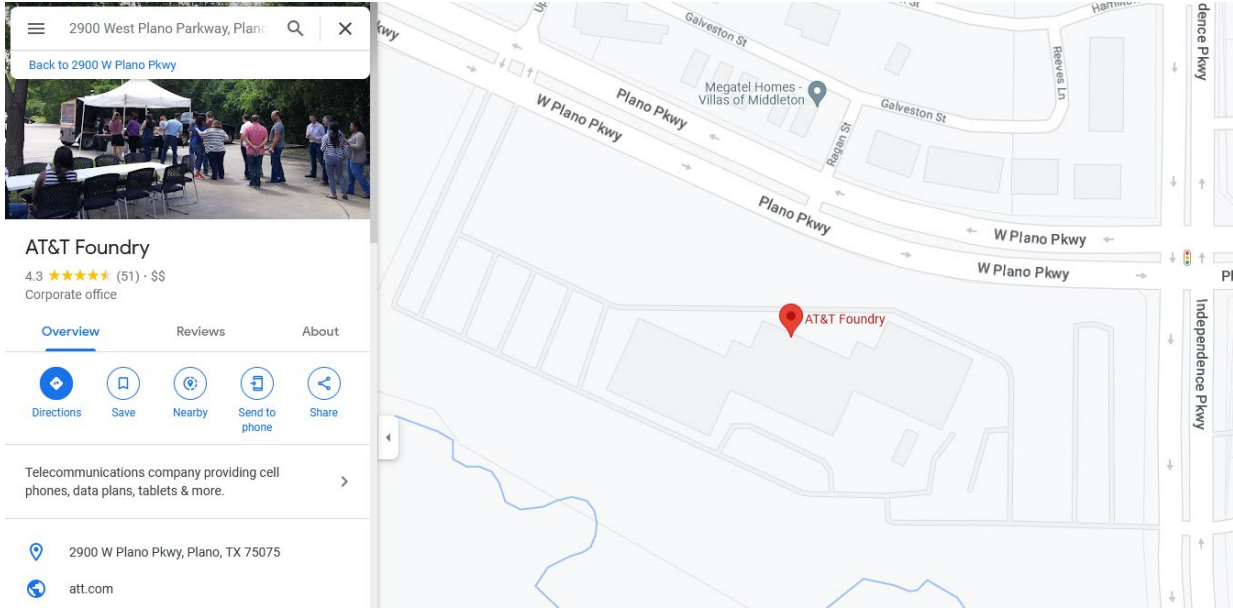 2900 West Plano Parkway, Plano
Back to 2900 W Plano Pkwy
AT&T Foundry
4.3 (51) · $$
Corporate office
Overview
Reviews
About
Directions
Save
Nearby
Send to
phone
Share
Telecommunications company providing cell
phones, data plans, tablets & more.
2900 W Plano Pkwy, Plano, TX 75075
att.com
Galveston St
Megatel Homes -
Villas of Middleton
Galveston St
Reeves Ln
Ragan St
Plano Pkwy
W Plano Pkwy
Plano Pkwy
W Plano Pkwy
W Plano Pkwy
AT&T Foundry
Independence Pkwy